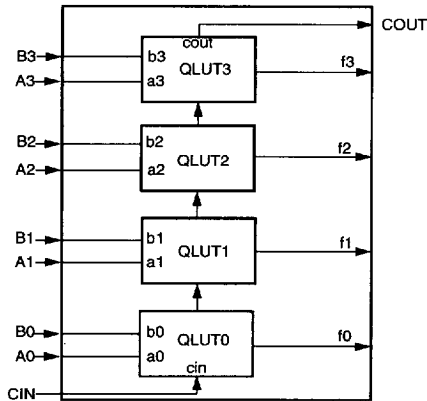 COUT
cout
B3 b3 QLUT3 f3
A3 a3
B2 b2 QLUT2 f2
A2 a2
B1 b1 QLUT1 f1
A1 a1
B0 b0 QLUT0 f0
A0 a0
cin
CIN